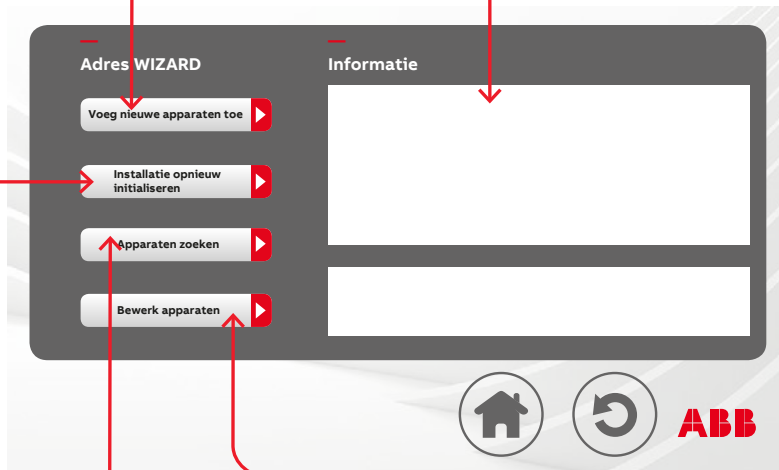 Adres WIZARD
Voeg nieuwe apparaten toe
Installatie opnieuw
initialiseren
Apparaten zoeken
Bewerk apparaten
Informatie
ABB